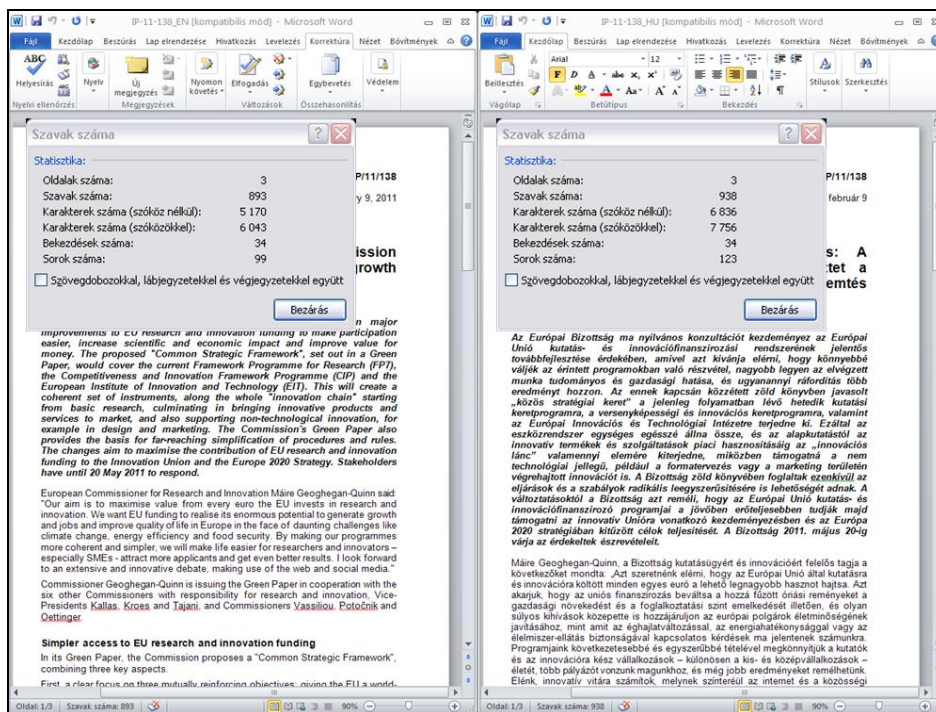 IP-11-138_EN [kompatibilis mód] - Microsoft Word
Fájl Kezdőlap Beszúrás Lap elrendezése Hivatkozás Levelezés Korrektúra Nézet Bővítmények
ABC
Helyesírás
Nyelv
Új megjegyzés
Nyomon követés
Elfogadás
Egybevetés
Védelem
Nyelvi ellenőrzés Megjegyzések Változások Összehasonlítás
Szavak száma
Statisztika:
Oldalak száma: 3
Szavak száma: 893
Karakterek száma (szóköz nélkül): 5 170
Karakterek száma (szóközökkel): 6 043
Bekezdések száma: 34
Sorok száma: 99
Szövegdobozokkal, lábjegyzetekkel és végjegyzetekkel együtt
Bezárás
P/11/138
y 9, 2011
ission
rowth
n major
improvements to EU research and innovation funding to make participation
easier, increase scientific and economic impact and improve value for
money. The proposed "Common Strategic Framework", set out in a Green
Paper, would cover the current Framework Programme for Research (FP7),
the Competitiveness and Innovation Framework Programme (CIP) and the
European Institute of Innovation and Technology (EIT). This will create a
coherent set of instruments, along the whole "innovation chain" starting
from basic research, culminating in bringing innovative products and
services to market, and also supporting non-technological innovation, for
example in design and marketing. The Commission's Green Paper also
provides the basis for far-reaching simplification of procedures and rules.
The changes aim to maximise the contribution of EU research and innovation
funding to the Innovation Union and the Europe 2020 Strategy. Stakeholders
have until 20 May 2011 to respond.
European Commissioner for Research and Innovation Máire Geoghegan-Quinn said:
"Our aim is to maximise value from every euro the EU invests in research and
innovation. We want EU funding to realise its enormous potential to generate growth
and jobs and improve quality of life in Europe in the face of daunting challenges like
climate change, energy efficiency and food security. By making our programmes
more coherent and simpler, we will make life easier for researchers and innovators –
especially SMEs - attract more applicants and get even better results. I look forward
to an extensive and innovative debate, making use of the web and social media."
Commissioner Geoghegan-Quinn is issuing the Green Paper in cooperation with the
six other Commissioners with responsibility for research and innovation, Vice-
Presidents Kallas, Kroes and Tajani, and Commissioners Vassiliou, Potočnik and
Oettinger.
Simpler access to EU research and innovation funding
In its Green Paper, the Commission proposes a "Common Strategic Framework",
combining three key aspects.
First, a clear focus on three mutually reinforcing objectives: giving the EU a world-
Oldal: 1/3 Szavak száma: 893 90%
IP-11-138_HU [kompatibilis mód] - Microsoft Word
Fájl Kezdőlap Beszúrás Lap elrendezése Hivatkozás Levelezés Korrektúra Nézet Bővítmények
Beillesztés
Arial 12
F D A abc x, x²
A Aa A A
Stílusok Szerkesztés
Vágólap Betűtípus Bekezdés
Szavak száma
Statisztika:
Oldalak száma: 3
Szavak száma: 938
Karakterek száma (szóköz nélkül): 6 836
Karakterek száma (szóközökkel): 7 756
Bekezdések száma: 34
Sorok száma: 123
Szövegdobozokkal, lábjegyzetekkel és végjegyzetekkel együtt
Bezárás
P/11/138
február 9
s: A
tet a
emtés
Az Európai Bizottság ma nyilvános konzultációt kezdeményez az Európai
Unió kutatás- és innovációfinanszírozási rendszerének jelentős
továbbfejlesztése érdekében, amivel azt kívánja elérni, hogy könnyebbé
váljék az érintett programokban való részvétel, nagyobb legyen az elvégzett
munka tudományos és gazdasági hatása, és ugyanannyi ráfordítás több
eredményt hozzon. Az ennek kapcsán közzétett zöld könyvben javasolt
„közös stratégiai keret” a jelenleg folyamatban lévő hetedik kutatási
keretprogramra, a versenyképességi és innovációs keretprogramra, valamint
az Európai Innovációs és Technológiai Intézetre terjedne ki. Ezáltal az
eszközrendszer egységes egésszé állna össze, és az alapkutatástól az
innovatív termékek és szolgáltatások piaci hasznosításáig az „innovációs
lánc” valamennyi elemére kiterjedne, miközben támogatná a nem
technológiai jellegű, például a formatervezés vagy a marketing területén
végrehajtott innovációt is. A Bizottság zöld könyvében foglaltak ezenkívül az
eljárások és a szabályok radikális leegyszerűsítésére is lehetőségét adnak. A
változtatásoktól a Bizottság azt reméli, hogy az Európai Unió kutatás- és
innovációfinanszírozó programjai a jövőben erőteljesebben tudják majd
támogatni az innovatív Unióra vonatkozó kezdeményezésben és az Európa
2020 stratégiában kitűzött célok teljesítését. A Bizottság 2011. május 20-ig
várja az érdekeltek észrevételeit.
Máire Geoghegan-Quinn, a Bizottság kutatásügyért és innovációért felelős tagja a
következőket mondta: „Azt szeretnénk elérni, hogy az Európai Unió által kutatásra
és innovációra költött minden egyes euró a lehető legnagyobb hasznot hajtsa. Azt
akarjuk, hogy az uniós finanszírozás beváltsa a hozzá fűzött óriási reményeket a
gazdasági növekedést és a foglalkoztatási szint emelkedését illetően, és olyan
súlyos kihívások közepette is hozzájáruljon az európai polgárok életminőségének
javításához, mint amit az éghajlatváltozással, az energiahatékonysággal vagy az
élelmiszer-ellátás biztonságával kapcsolatos kérdések ma jelentenek számunkra.
Programjaink következetesebbé és egyszerűbbé tételével megkönnyítjük a kutatók
és az innovációra kész vállalkozások – különösen a kis- és középvállalkozások –
életét, több pályázót vonzunk magunkhoz, és még jobb eredményeket remélhetünk.
Élénk, innovatív vitára számítok, melynek színteréül az internet és a közösségi
Oldal: 1/3 Szavak száma: 938 90%